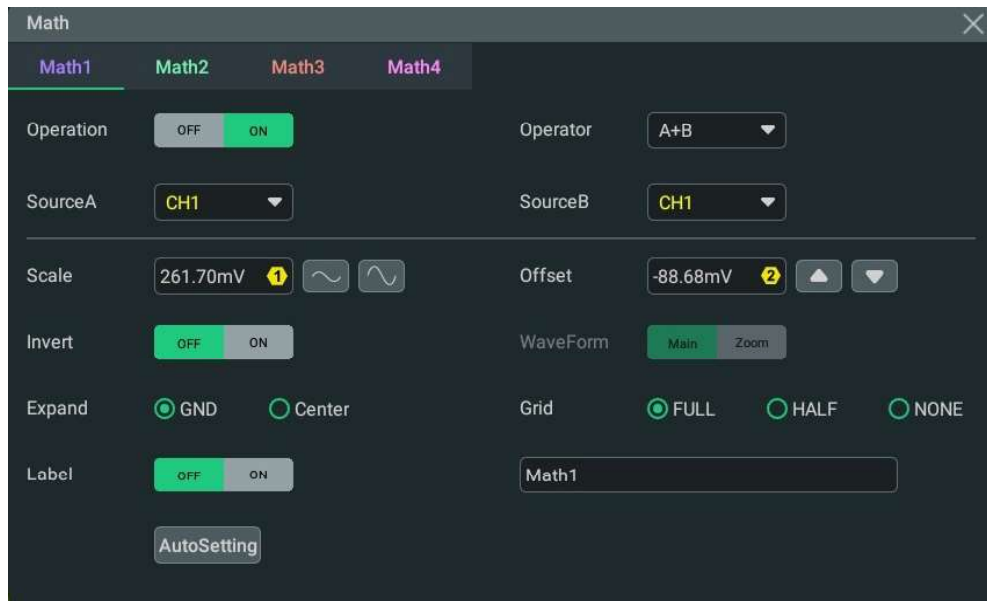 Math
Math1 Math2 Math3 Math4
Operation OFF ON Operator A+B
SourceA CH1 SourceB CH1
Scale 261.70mV 1 Offset -88.68mV 2
Invert OFF ON WaveForm Main Zoom
Expand GND Center Grid FULL HALF NONE
Label OFF ON Math1
AutoSetting